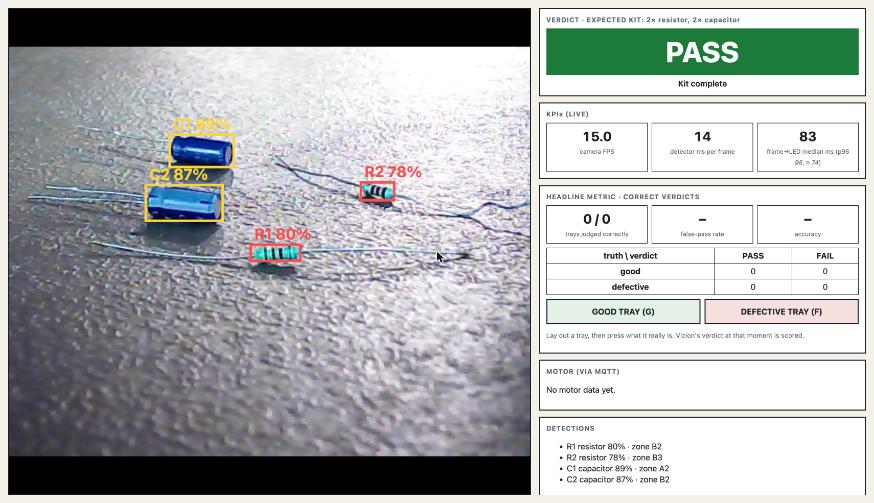 C1 89%
C2 87%
R2 78%
R1 80%
VERDICT · EXPECTED KIT: 2× resistor, 2× capacitor
PASS
Kit complete
KPIs (LIVE)
15.0
camera FPS
14
detector ms per frame
83
frame→LED median ms (p95
98, n 74)
HEADLINE METRIC · CORRECT VERDICTS
0 / 0
trays judged correctly
–
false-pass rate
–
accuracy
truth \ verdict PASS FAIL
good 0 0
defective 0 0
GOOD TRAY (G)
DEFECTIVE TRAY (F)
Lay out a tray, then press what it really is. Vizion's verdict at that moment is scored.
MOTOR (VIA MQTT)
No motor data yet.
DETECTIONS
• R1 resistor 80% · zone B2
• R2 resistor 78% · zone B3
• C1 capacitor 89% · zone A2
• C2 capacitor 87% · zone B2